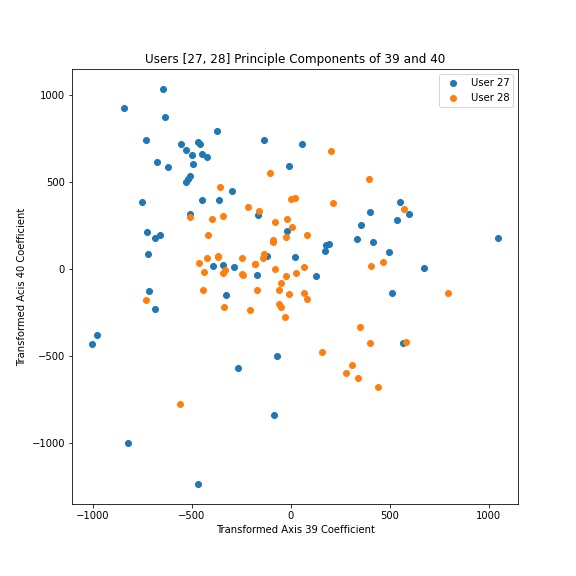 Users [27, 28] Principle Components of 39 and 40
User 27
User 28
Transformed Acis 40 Coefficient
1000
500
0
−500
−1000
−1000 −500 0 500 1000
Transformed Axis 39 Coefficient